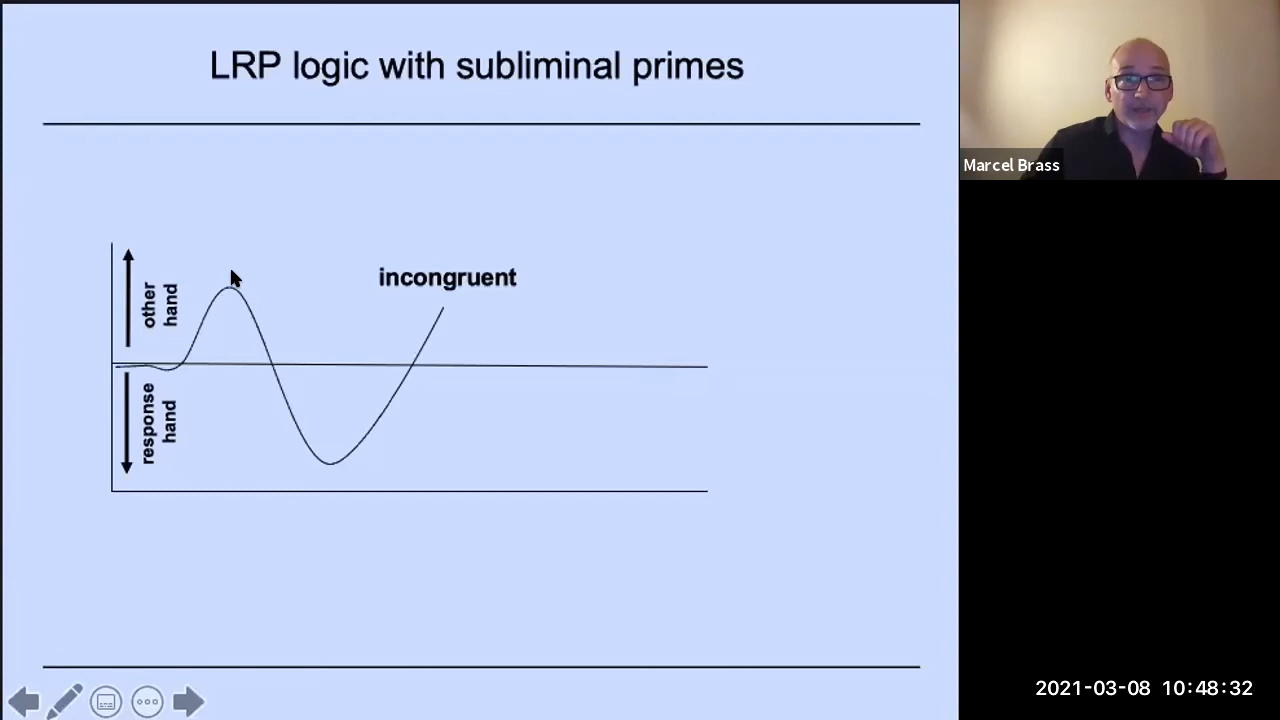 LRP logic with subliminal primes
Marcel Brass
incongruent
other
hand
response
hand
2021-03-08 10:48:32